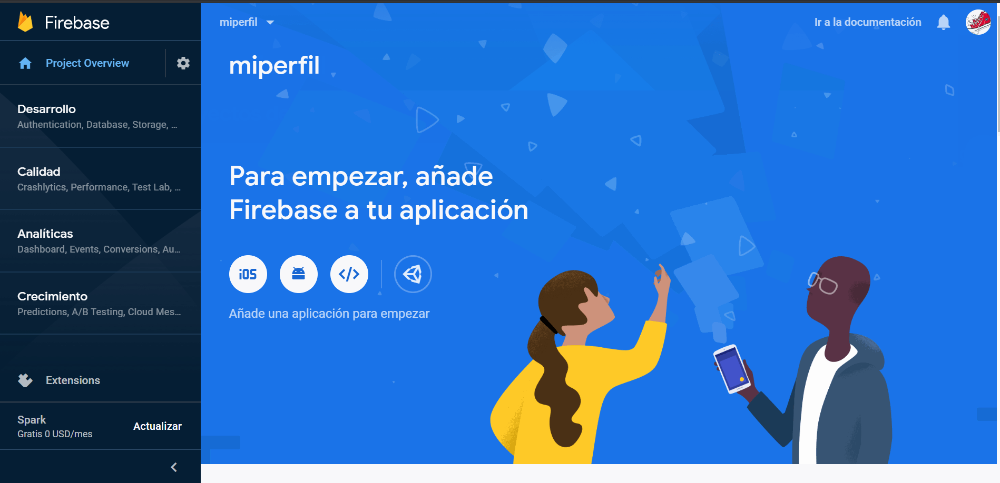 Firebase
Project Overview
Desarrollo
Authentication, Database, Storage, ...
Calidad
Crashlytics, Performance, Test Lab, ...
Analíticas
Dashboard, Events, Conversions, Au...
Crecimiento
Predictions, A/B Testing, Cloud Mes...
Extensions
Spark
Gratis 0 USD/mes
Actualizar
miperfil
Ir a la documentación
miperfil
Para empezar, añade
Firebase a tu aplicación
iOS
Añade una aplicación para empezar